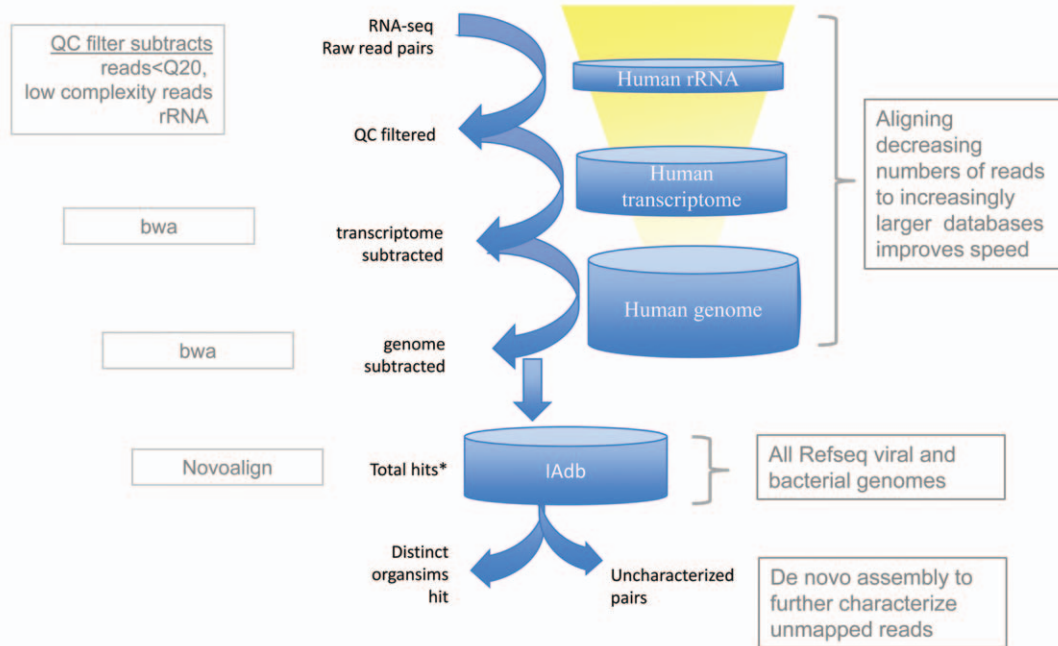 QC filter subtracts
reads<Q20,
low complexity reads
rRNA
RNA-seq
Raw read pairs
Human rRNA
QC filtered
Human
transcriptome
Aligning
decreasing
numbers of reads
to increasingly
larger databases
improves speed
bwa
transcriptome
subtracted
Human genome
bwa
genome
subtracted
Novoalign
Total hits*
IAdb
All Refseq viral and
bacterial genomes
Distinct
organsims
hit
Uncharacterized
pairs
De novo assembly to
further characterize
unmapped reads